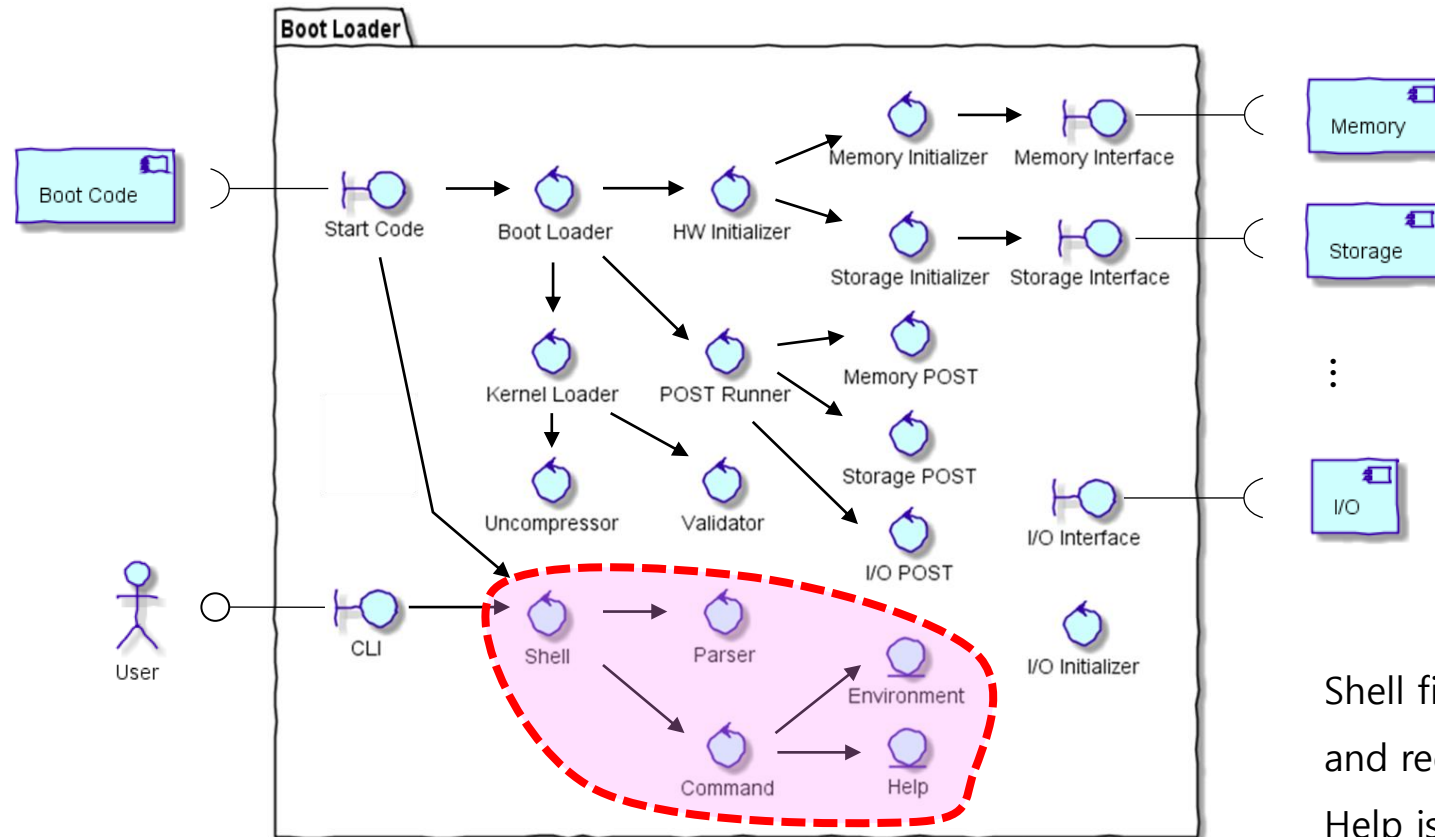 Boot Loader
Memory
Memory Initializer
Memory Interface
Boot Code
Start Code
Boot Loader
HW Initializer
Storage
Storage Initializer
Storage Interface
Memory POST
⋮
Kernel Loader
POST Runner
Storage POST
I/O
Uncompressor
Validator
I/O Interface
I/O POST
CLI
Shell
Parser
I/O Initializer
User
Environment
Shell
and
Command
Help
Help is